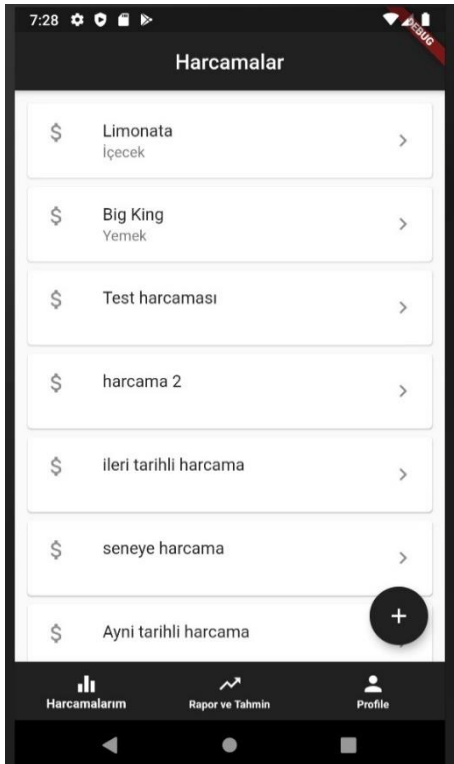 7:28
DEBUG
Harcamalar
Limonata
İçecek
Big King
Yemek
Test harcaması
harcama 2
ileri tarihli harcama
seneye harcama
Ayni tarihli harcama
Harcamalarım
Rapor ve Tahmin
Profile